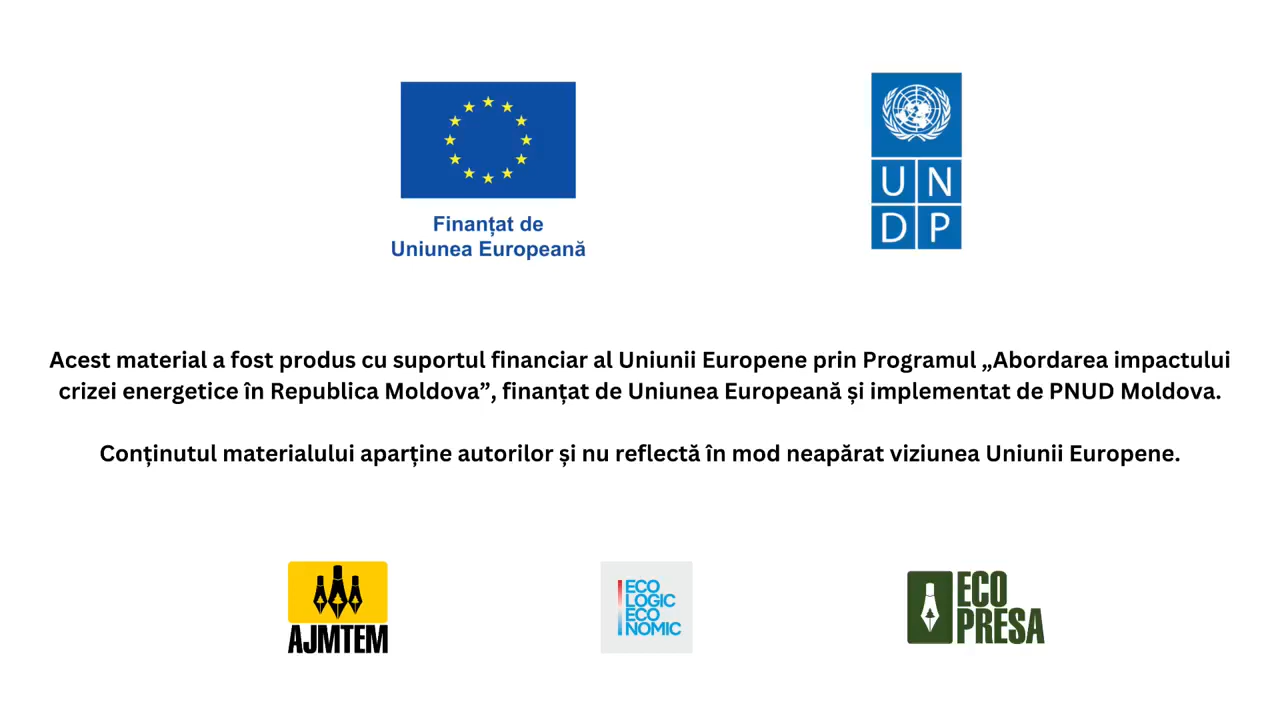 Finanțat de
Uniunea Europeană
U N
D P
Acest material a fost produs cu suportul financiar al Uniunii Europene prin Programul „Abordarea impactului
crizei energetice în Republica Moldova”, finanțat de Uniunea Europeană și implementat de PNUD Moldova.
Conținutul materialului aparține autorilor și nu reflectă în mod neapărat viziunea Uniunii Europene.
AJMTEM
ECO
LOGIC
ECO
NOMIC
ECO
PRESA